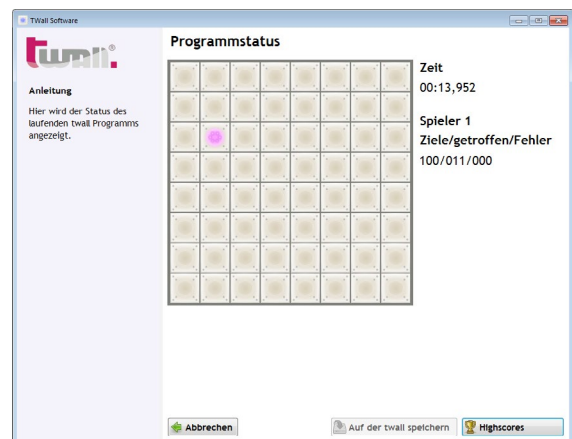 TWall Software
twall®
Anleitung
Hier wird der Status des
laufenden twall Programms
angezeigt.
Programmstatus
Zeit
00:13,952
Spieler 1
Ziele/getroffen/Fehler
100/011/000
Abbrechen
Auf der twall speichern
Highscores